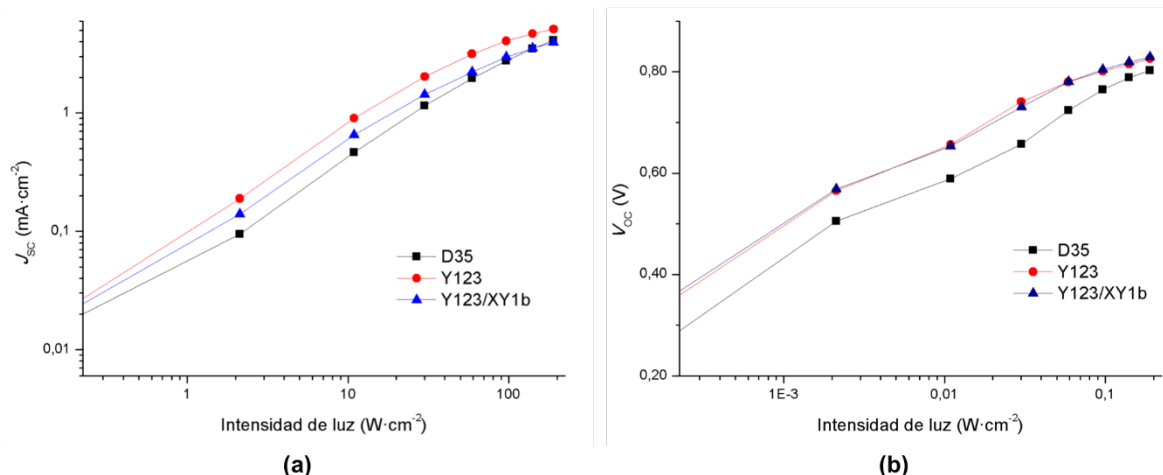 J_SC (mA·cm⁻²)
1
0,1
0,01
D35
Y123
Y123/XY1b
1 10 100
Intensidad de luz (W·cm⁻²)
(a)
V_OC (V)
0,80
0,60
0,40
0,20
D35
Y123
Y123/XY1b
1E-3 0,01 0,1
Intensidad de luz (W·cm⁻²)
(b)